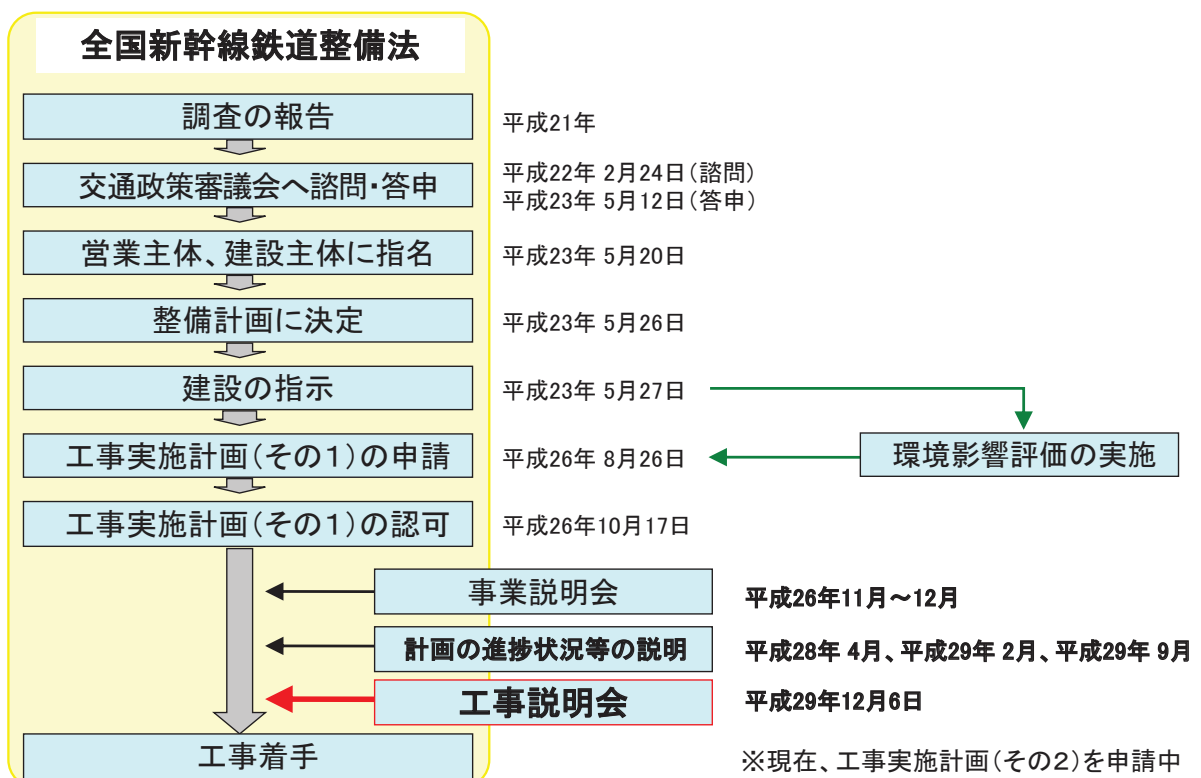 全国新幹線鉄道整備法
調査の報告
平成21年
交通政策審議会へ諮問・答申
平成22年 2月24日(諮問)
平成23年 5月12日(答申)
営業主体、建設主体に指名
平成23年 5月20日
整備計画に決定
平成23年 5月26日
建設の指示
平成23年 5月27日
工事実施計画(その1)の申請
平成26年 8月26日
環境影響評価の実施
工事実施計画(その1)の認可
平成26年10月17日
事業説明会
平成26年11月~12月
計画の進捗状況等の説明
平成28年 4月、平成29年 2月、平成29年 9月
工事説明会
平成29年12月6日
工事着手
※現在、工事実施計画(その2)を申請中